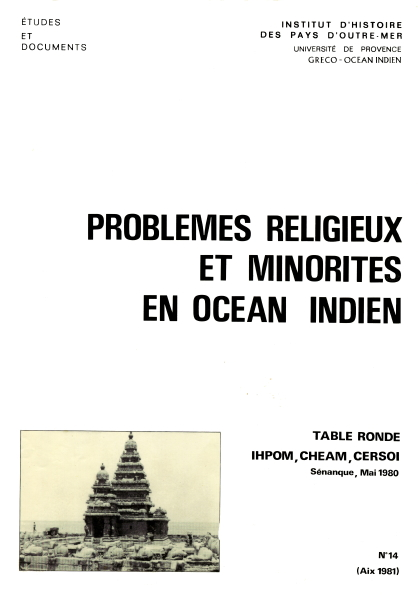 ÉTUDES
ET
DOCUMENTS
INSTITUT D'HISTOIRE
DES PAYS D'OUTRE-MER
UNIVERSITÉ DE PROVENCE
GRECO - OCEAN INDIEN
PROBLEMES RELIGIEUX
ET MINORITES
EN OCEAN INDIEN
TABLE RONDE
IHPOM, CHEAM, CERSOI
Sénanque, Mai 1980
N°14
(Aix 1981)